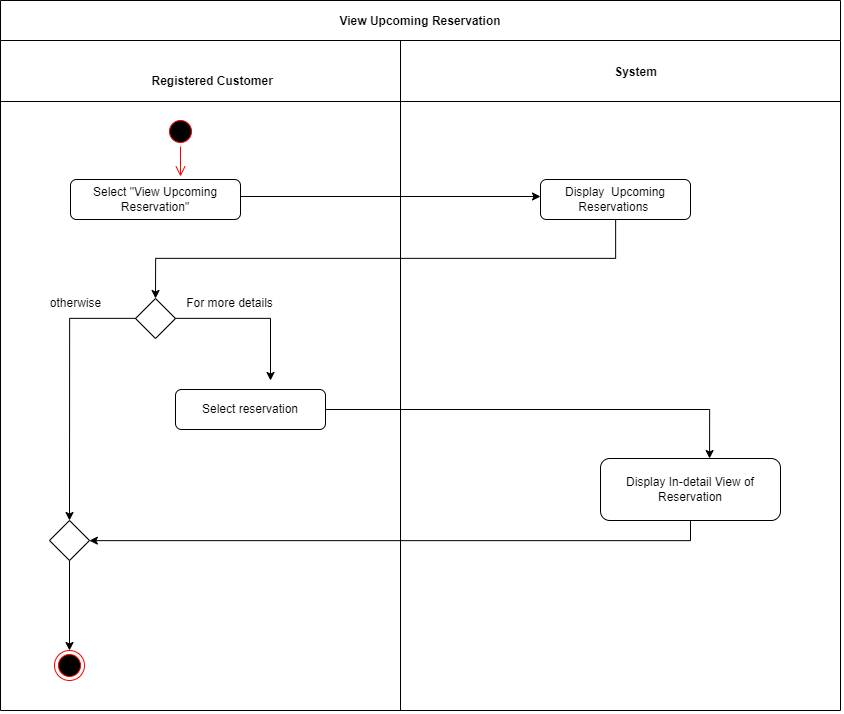 View Upcoming Reservation
Registered Customer
System
Select "View Upcoming
Reservation"
Display  Upcoming
Reservations
otherwise
For more details
Select reservation
Display In-detail View of
Reservation